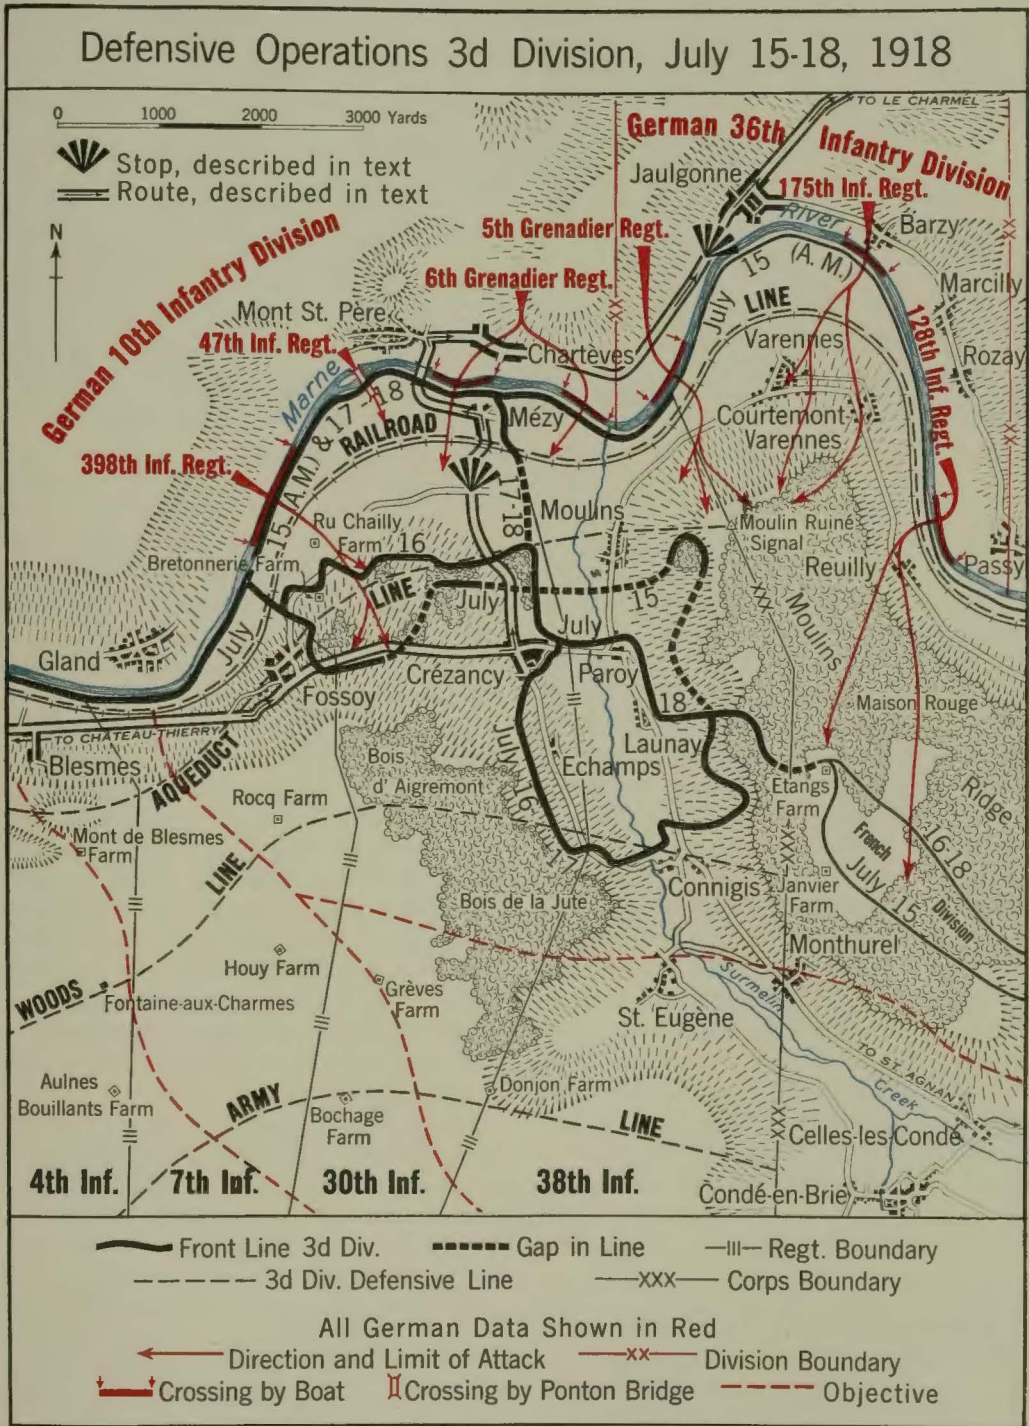 Defensive Operations 3d Division, July 15-18, 1918
0 1000 2000 3000 Yards
Stop, described in text
Route, described in text
N
TO LE CHARMEL
German 36th Infantry Division
Jaulgonne
175th Inf. Regt.
River
Barzy
5th Grenadier Regt.
15 (A. M.)
July
LINE
6th Grenadier Regt.
Marcilly
German 10th Infantry Division
Mont St. Père
47th Inf. Regt.
Chartèves
Varennes
128th Inf. Regt.
Rozay
Marne
Mézy
Courtemont-
Varennes
July 15-(A. M.) & 17-18
RAILROAD
398th Inf. Regt.
17-18
Moulins
Ru Chailly
Farm
16
Moulin Ruiné
Signal
Bretonnerie Farm
Reuilly
Passy
LINE
July
15
XXX
Moulins
Gland
July
Fossoy
Crézancy
Paroy
18
Maison Rouge
TO CHÂTEAU-THIERRY
Blesmes
AQUEDUCT
Bois
d' Aigremont
July 16
Launay
Echamps
Etangs
Farm
Ridge
Rocq Farm
French
Division
July 15
16-18
Mont de Blesmes
Farm
LINE
17
Connigis
Janvier
Farm
Bois de la Jute
Monthurel
Houy Farm
WOODS
Fontaine-aux-Charmes
Grèves
Farm
St. Eugène
Surmelin
Creek
TO ST. AGNAN
Aulnes
Bouillants Farm
ARMY
Bochage
Farm
Donjon Farm
LINE
XXX
Celles-les-Condé
4th Inf. 7th Inf. 30th Inf. 38th Inf.
Condé-en-Brie
Front Line 3d Div. Gap in Line III Regt. Boundary
3d Div. Defensive Line XXX Corps Boundary
All German Data Shown in Red
Direction and Limit of Attack XX Division Boundary
Crossing by Boat Crossing by Ponton Bridge Objective